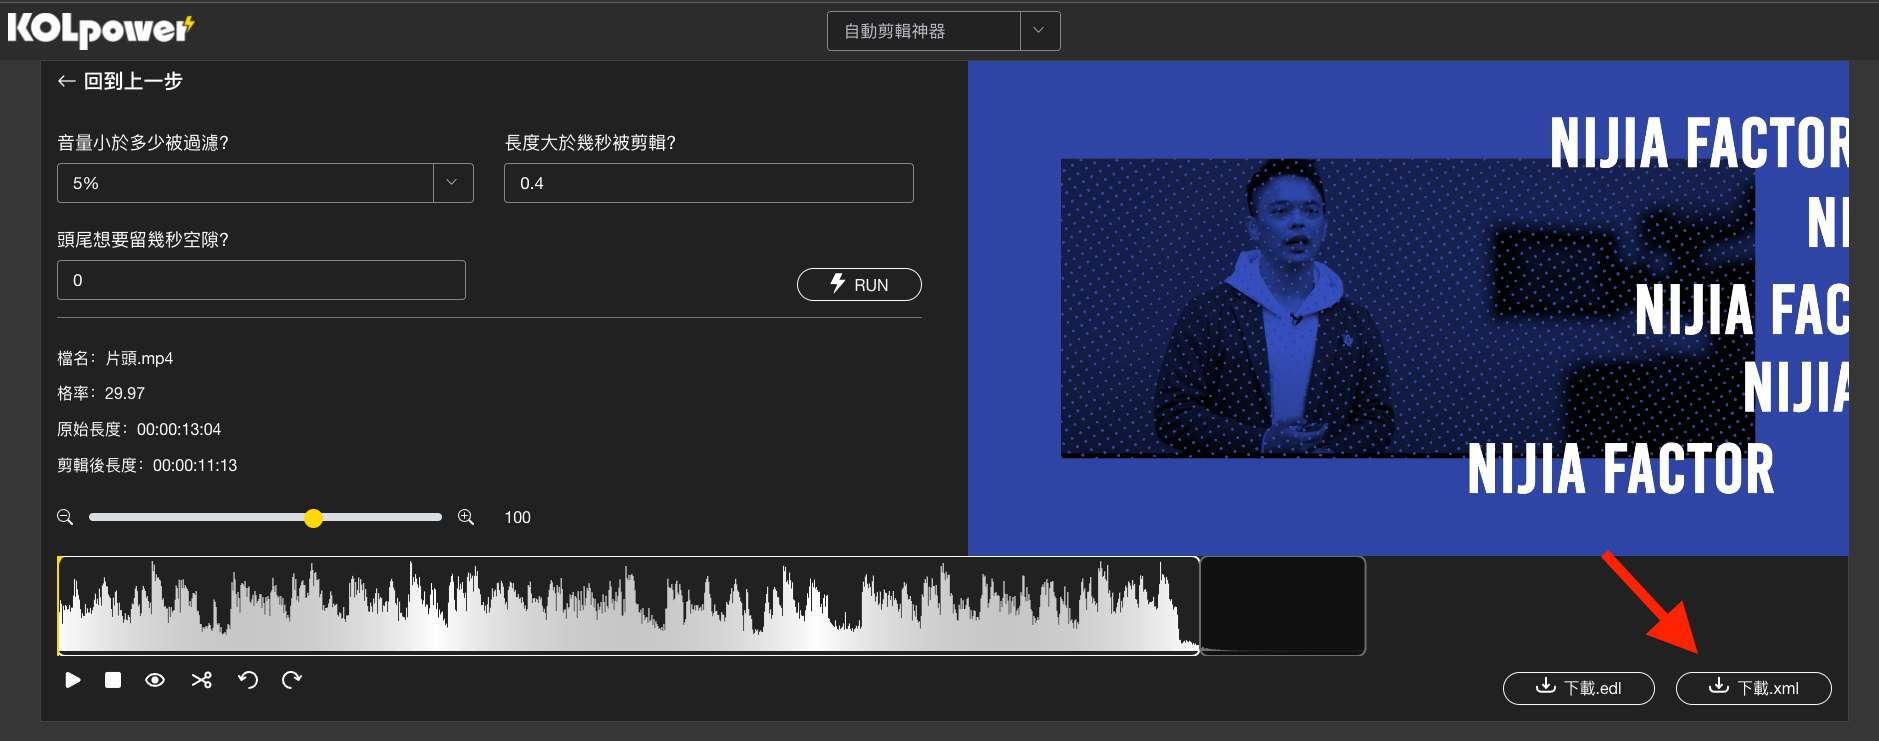 KOLpower
自動剪輯神器
← 回到上一步
音量小於多少被過濾?
長度大於幾秒被剪輯?
5%
0.4
頭尾想要留幾秒空隙?
0
RUN
檔名：片頭.mp4
格率：29.97
原始長度：00:00:13:04
剪輯後長度：00:00:11:13
100
NIJIA FACTOR
NI
NIJIA FAC
NIJIA
NIJIA FACTOR
下載.edl
下載.xml